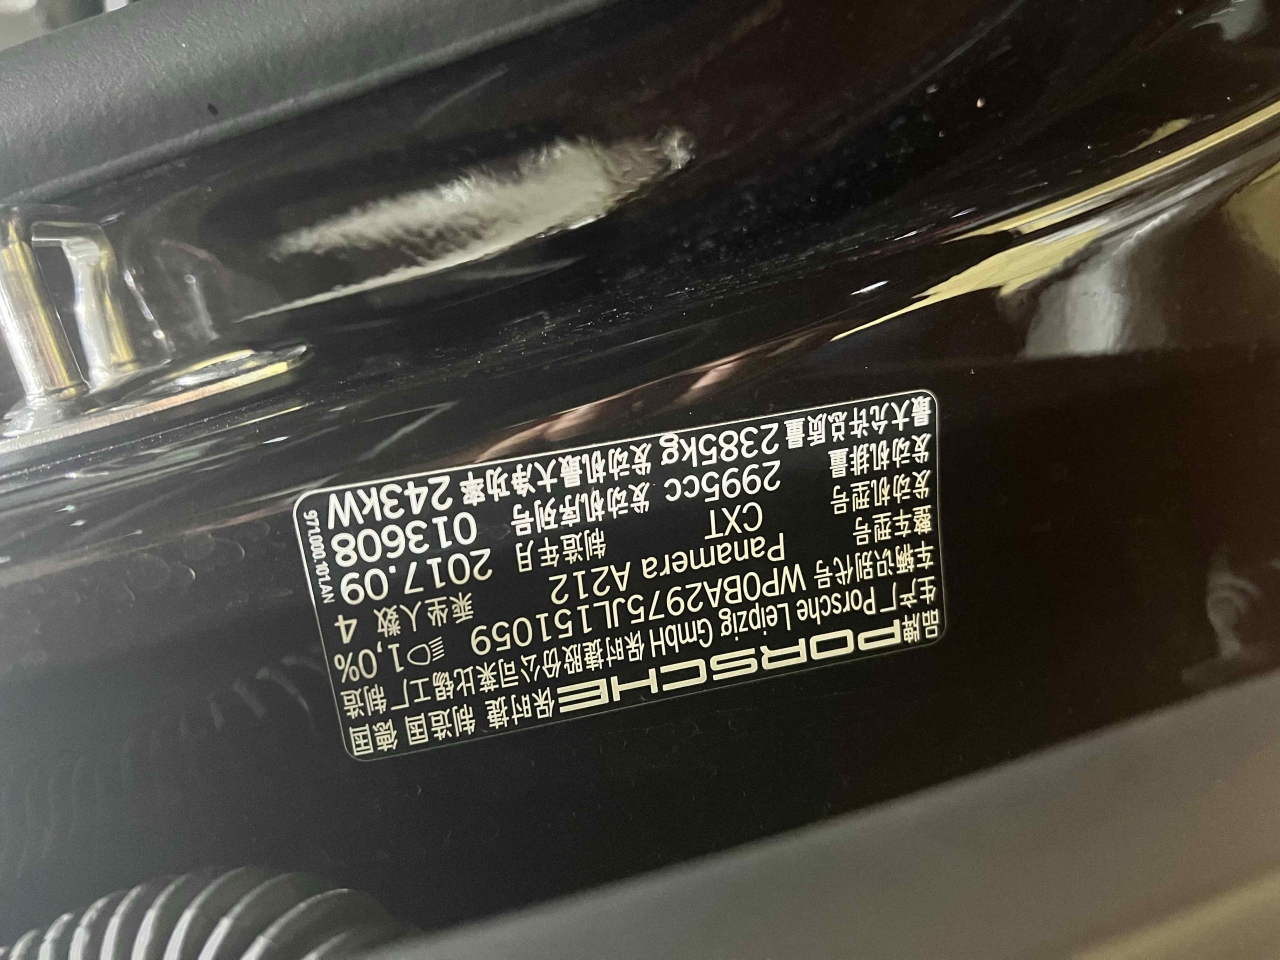 品牌 PORSCHE 保时捷 制造国 德国
生产厂 Porsche Leipzig GmbH 保时捷股份公司莱比锡工厂 制造
车辆识别代号 WP0BA2975JL151059 1,0%
整车型号 Panamera A212 乘坐人数 4
发动机型号 CXT 制造年月 2017.09
发动机排量 2995cc 发动机序列号 013608
最大允许总质量 2385kg 发动机最大净功率 243kW
971.000.101.AN